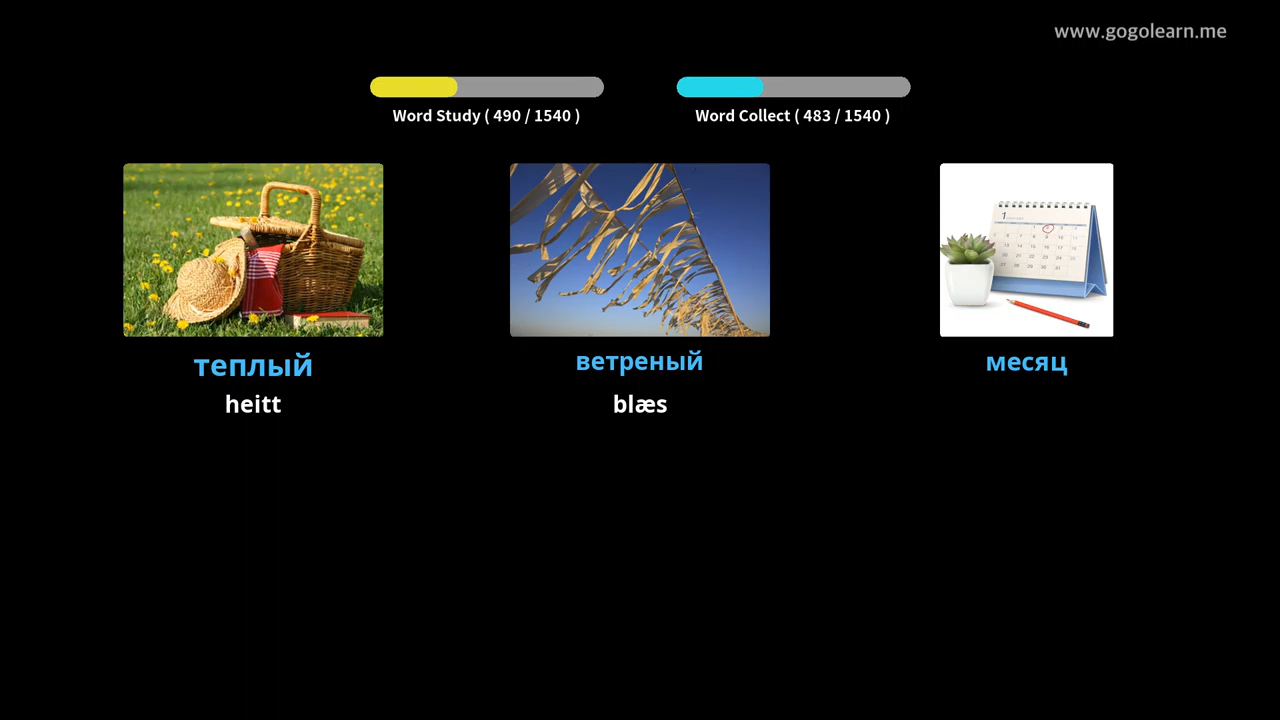 www.gogolearn.me
Word Study ( 490 / 1540 )
Word Collect ( 483 / 1540 )
теплый
heitt
ветреный
blæs
месяц